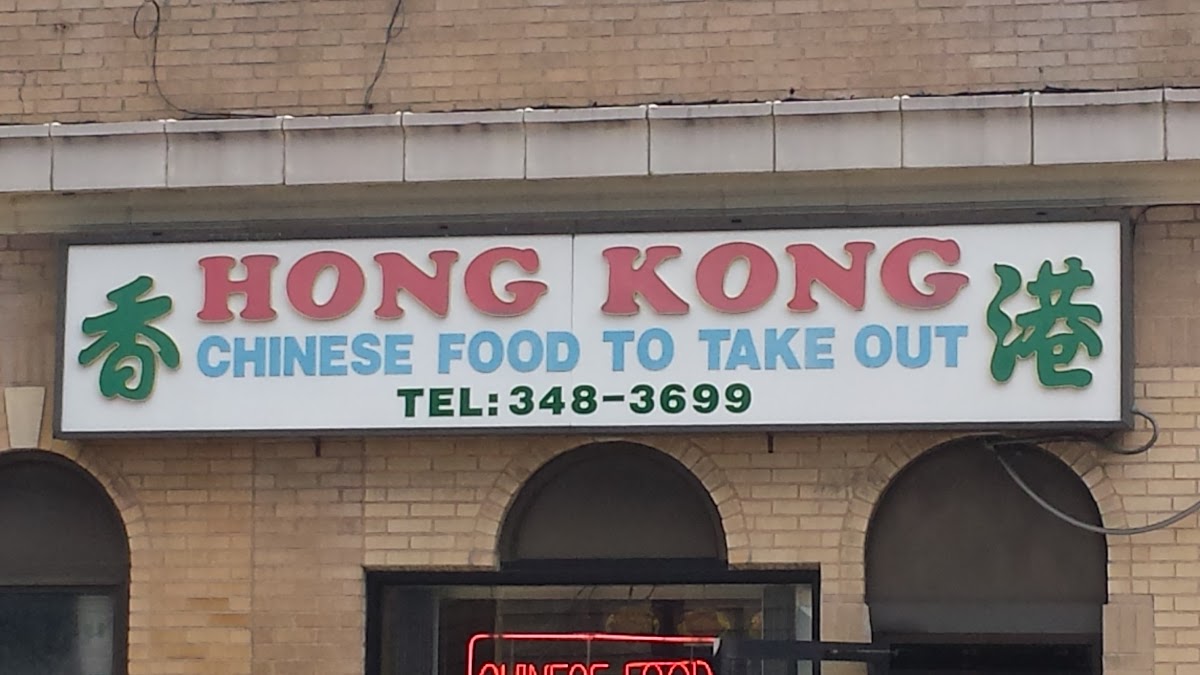 香 HONG KONG 港
CHINESE FOOD TO TAKE OUT
TEL: 348-3699
CHINESE FOOD